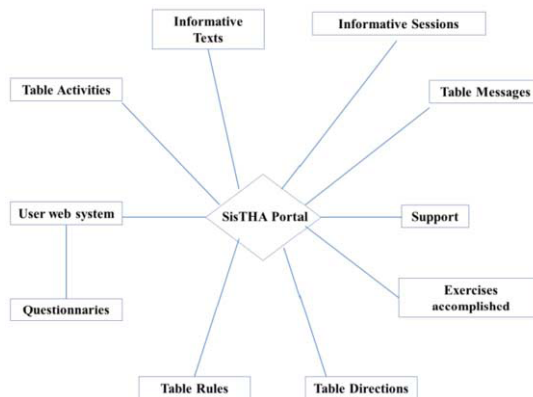 Informative
Texts
Informative Sessions
Table Activities
Table Messages
User web system
SisTHA Portal
Support
Exercises
accomplished
Questionnaries
Table Rules
Table Directions